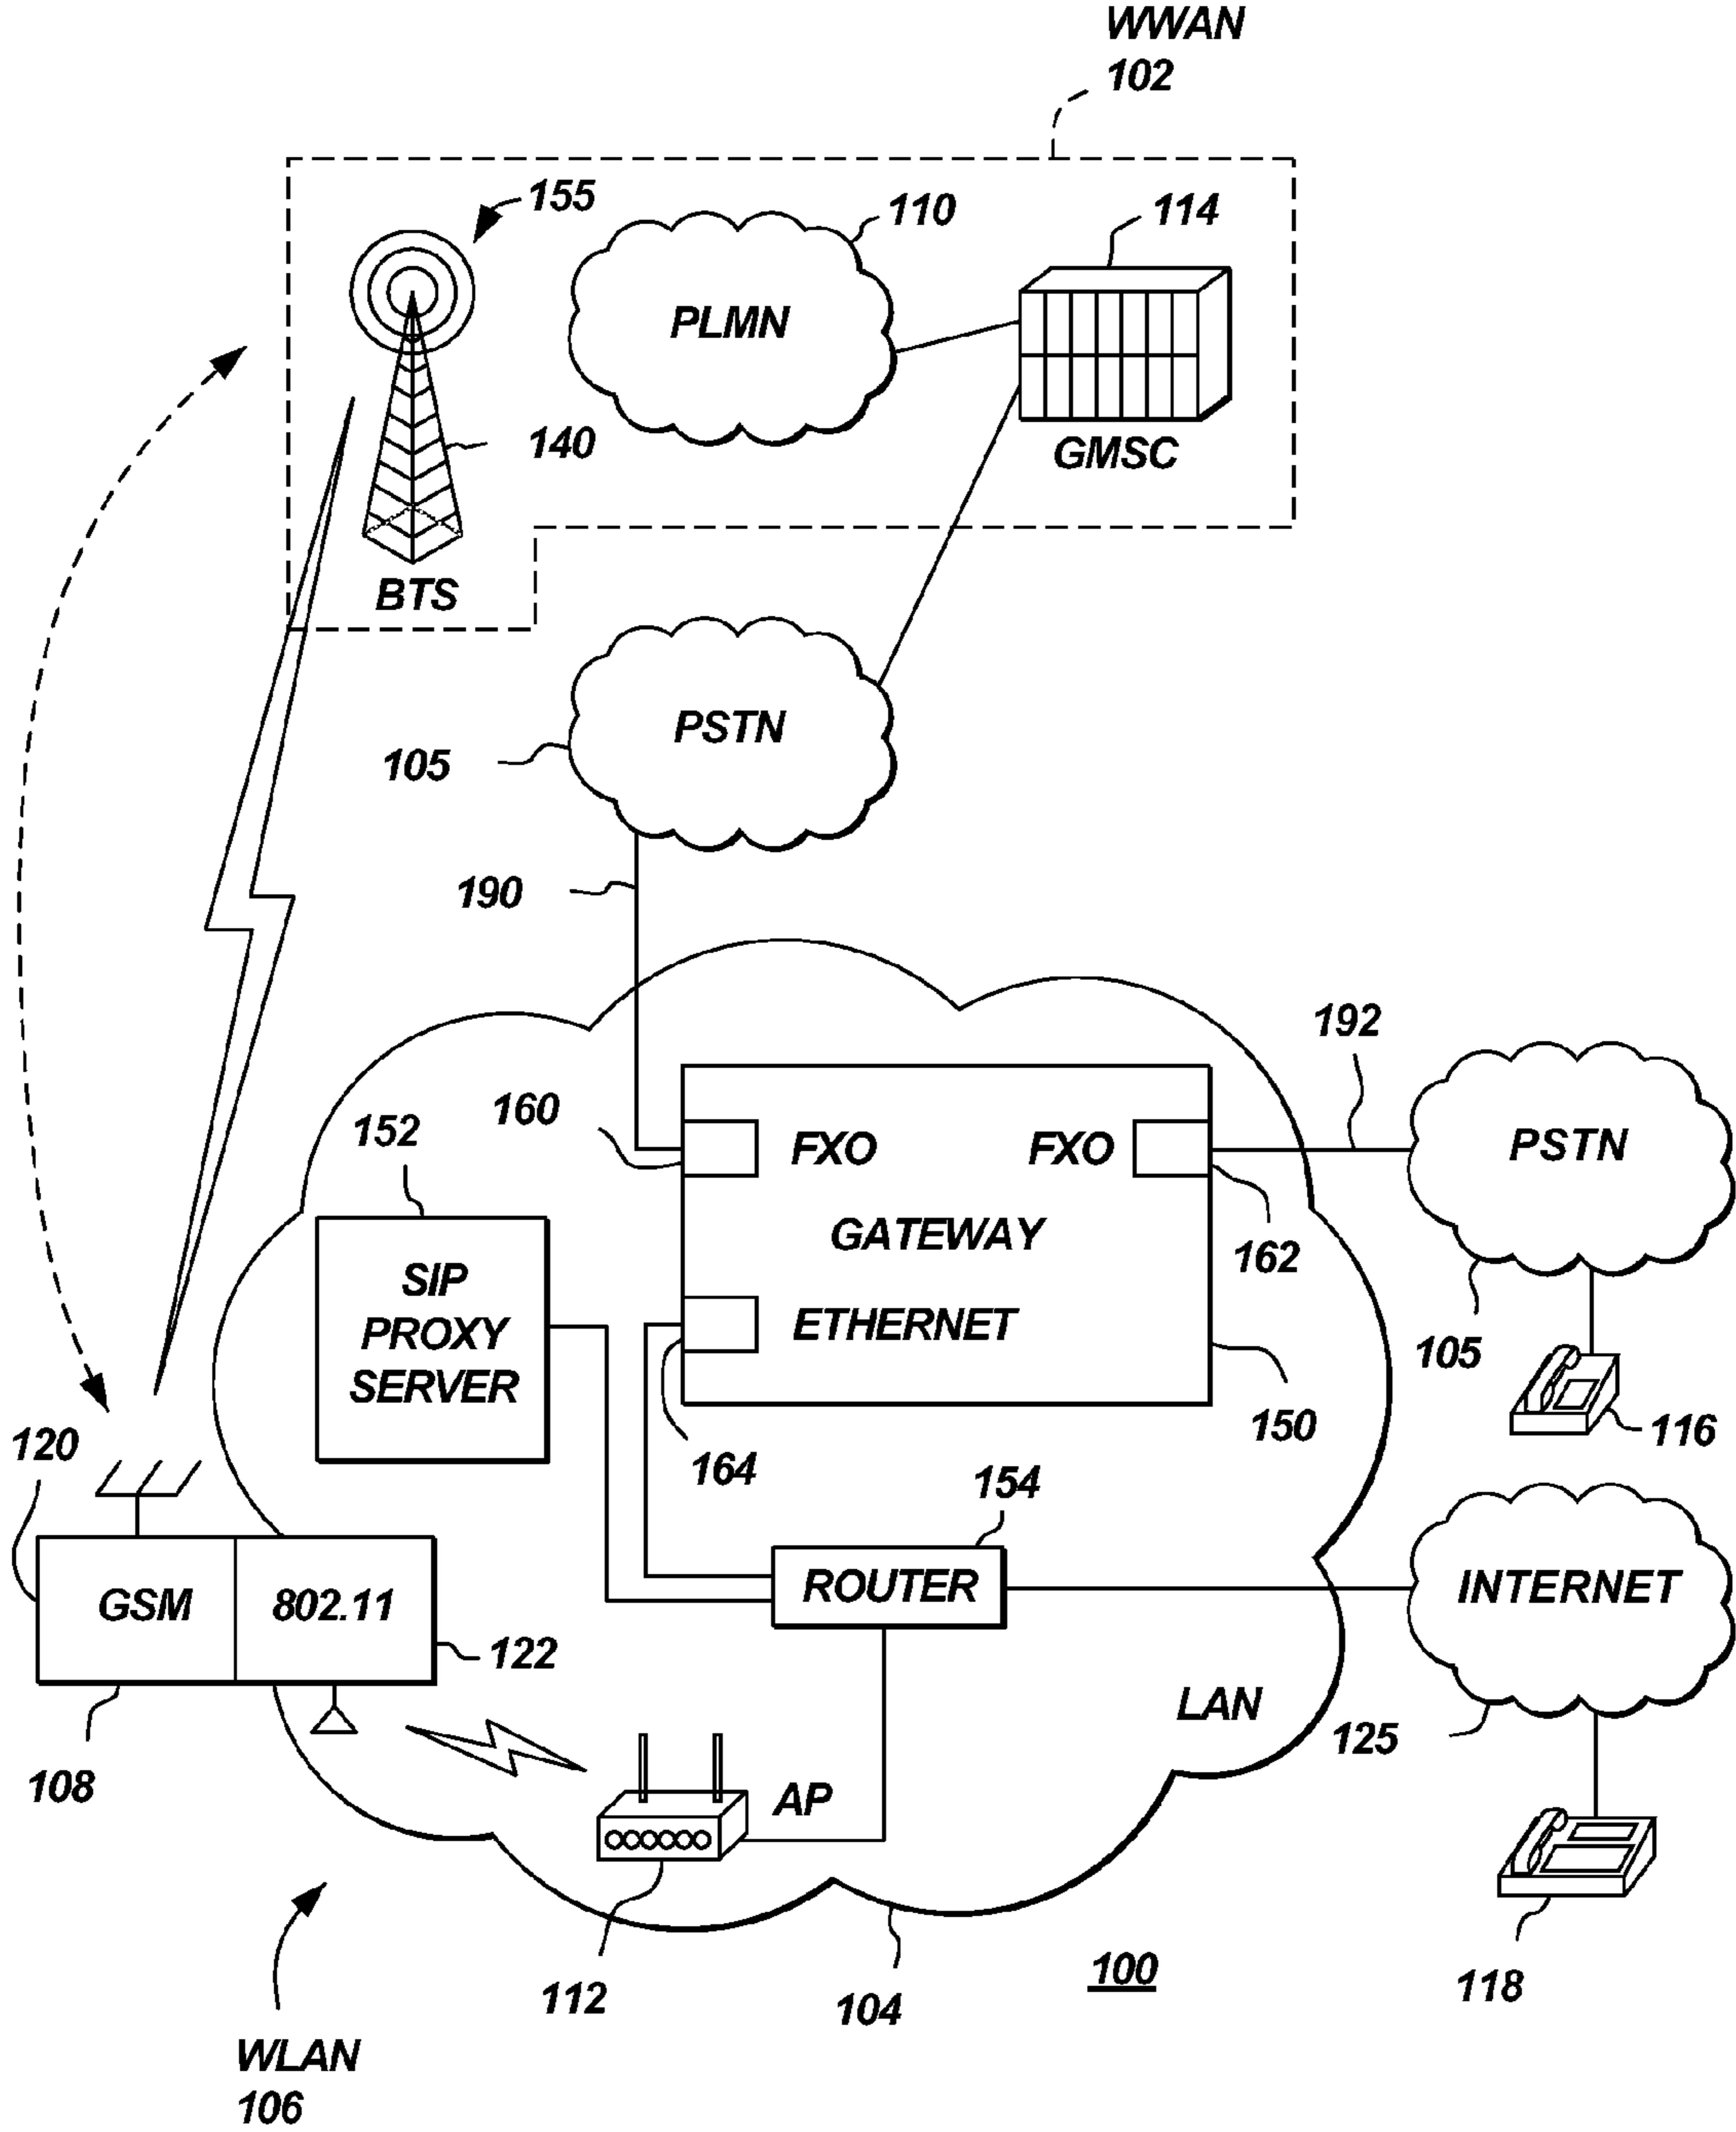 WWAN
102
155
110
114
PLMN
140
GMSC
BTS
PSTN
105
190
192
160
152
FXO
FXO
PSTN
GATEWAY
162
SIP
PROXY
SERVER
ETHERNET
105
120
164
150
116
154
GSM
802.11
ROUTER
INTERNET
122
LAN
125
108
AP
112
104
100
118
WLAN
106